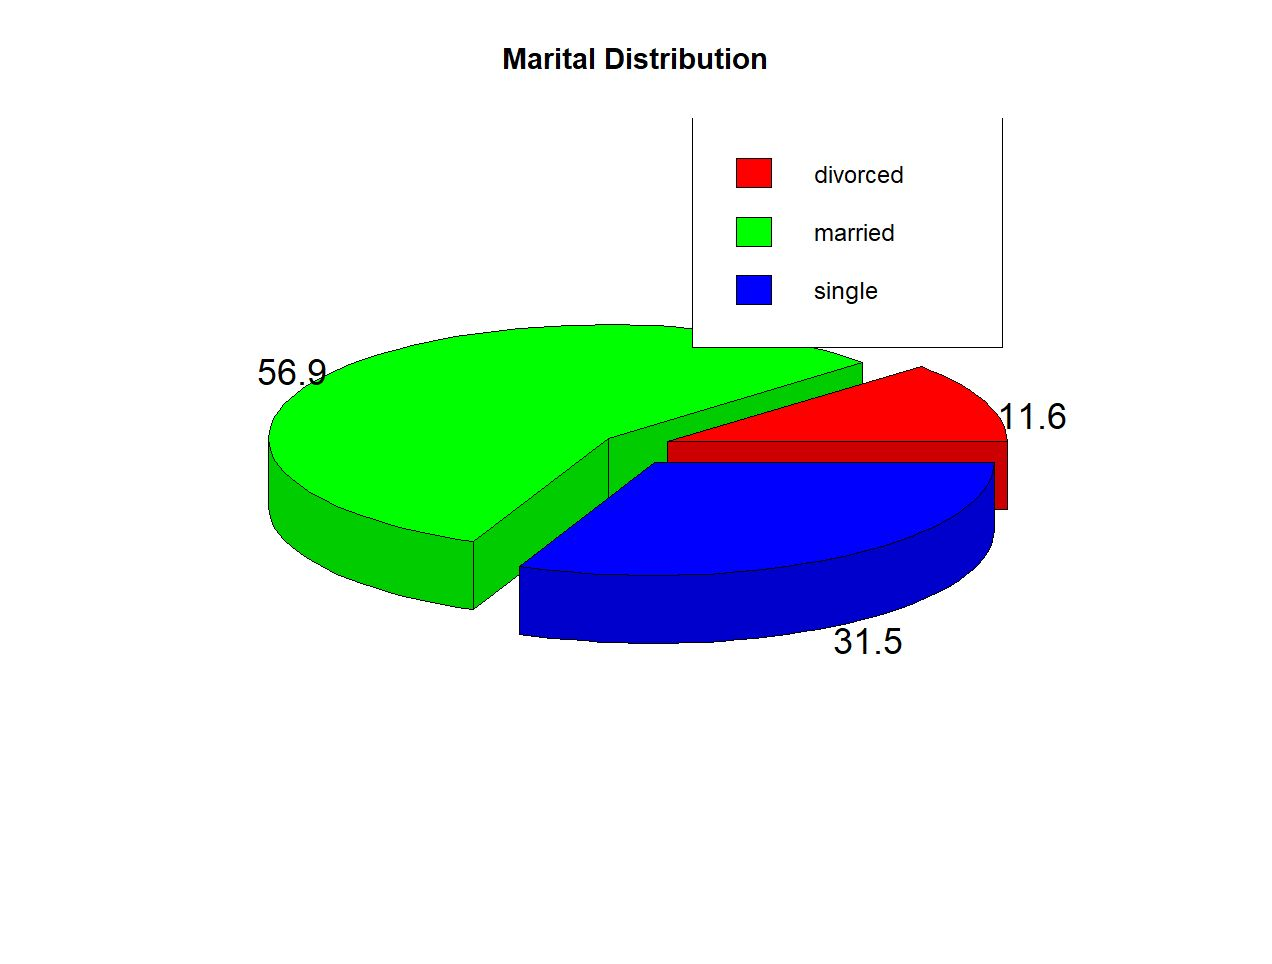 Marital Distribution
divorced
married
single
56.9
11.6
31.5